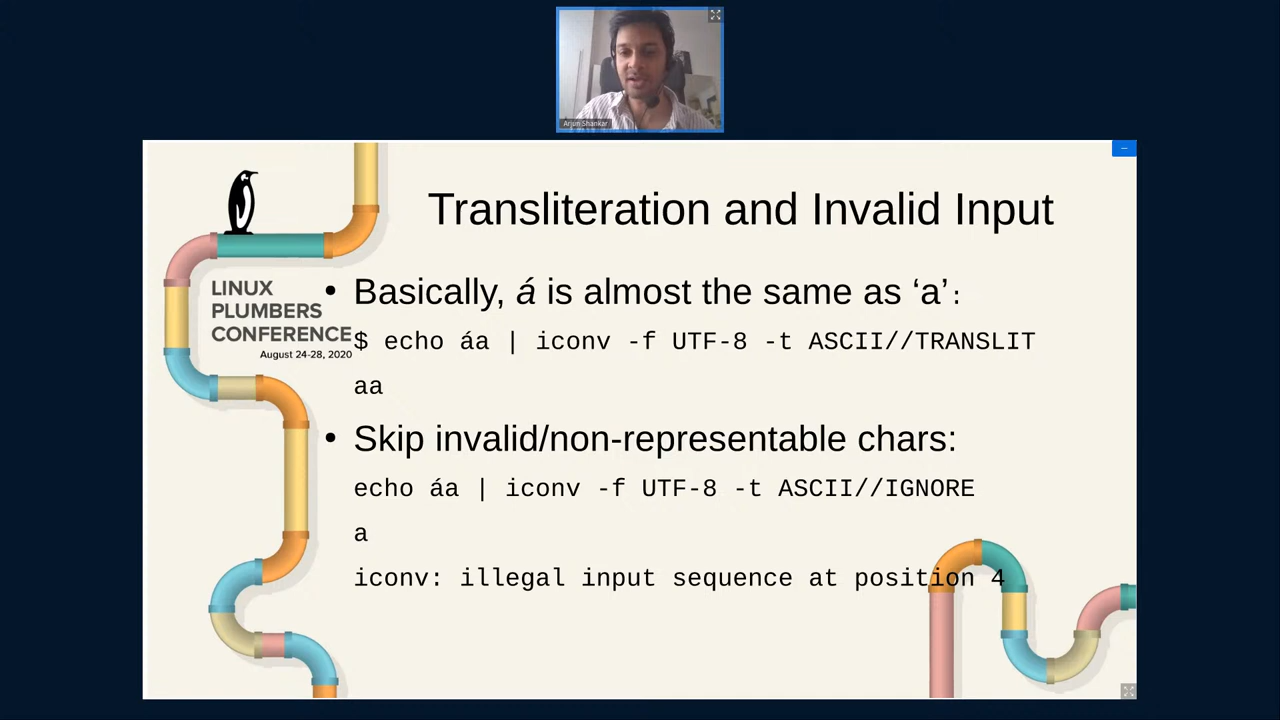 Arjun Shankar
LINUX
PLUMBERS
CONFERENCE
August 24-28, 2020
Transliteration and Invalid Input
• Basically, á is almost the same as ‘a’:
$ echo áa | iconv -f UTF-8 -t ASCII//TRANSLIT
aa
• Skip invalid/non-representable chars:
echo áa | iconv -f UTF-8 -t ASCII//IGNORE
a
iconv: illegal input sequence at position 4